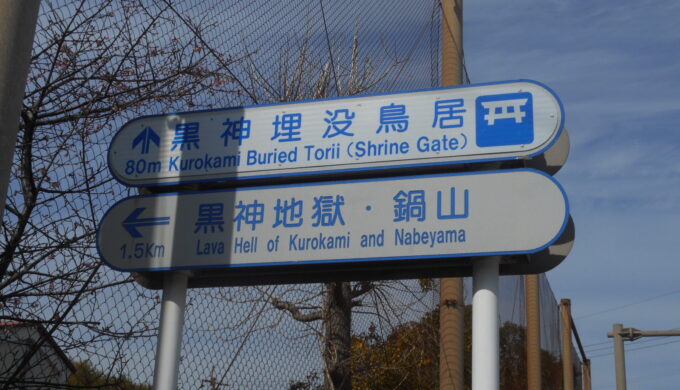 黒神埋没鳥居
80m Kurokami Buried Torii (Shrine Gate)
黒神地獄・鍋山
1.5Km Lava Hell of Kurokami and Nabeyama